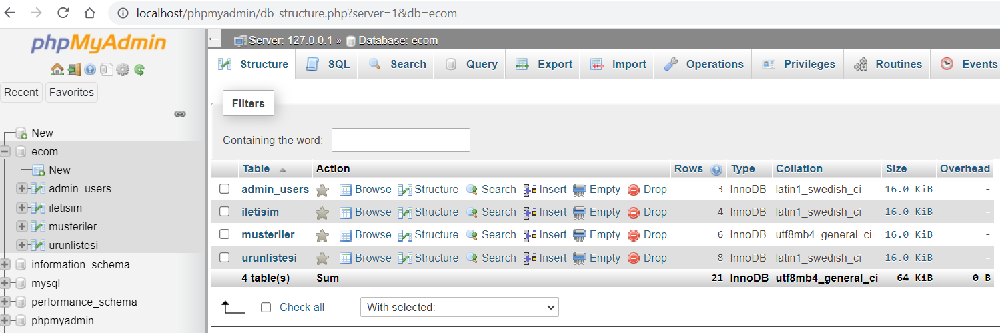 localhost/phpmyadmin/db_structure.php?server=1&db=ecom
phpMyAdmin
Recent Favorites
New
ecom
New
admin_users
iletisim
musteriler
urunlistesi
information_schema
mysql
performance_schema
phpmyadmin
Server: 127.0.0.1 » Database: ecom
Structure SQL Search Query Export Import Operations Privileges Routines Events
Filters
Containing the word:
Table Action Rows Type Collation Size Overhead
admin_users Browse Structure Search Insert Empty Drop 3 InnoDB latin1_swedish_ci 16.0 KiB -
iletisim Browse Structure Search Insert Empty Drop 4 InnoDB latin1_swedish_ci 16.0 KiB -
musteriler Browse Structure Search Insert Empty Drop 6 InnoDB utf8mb4_general_ci 16.0 KiB -
urunlistesi Browse Structure Search Insert Empty Drop 8 InnoDB latin1_swedish_ci 16.0 KiB -
4 table(s) Sum 21 InnoDB utf8mb4_general_ci 64 KiB 0 B
Check all With selected: